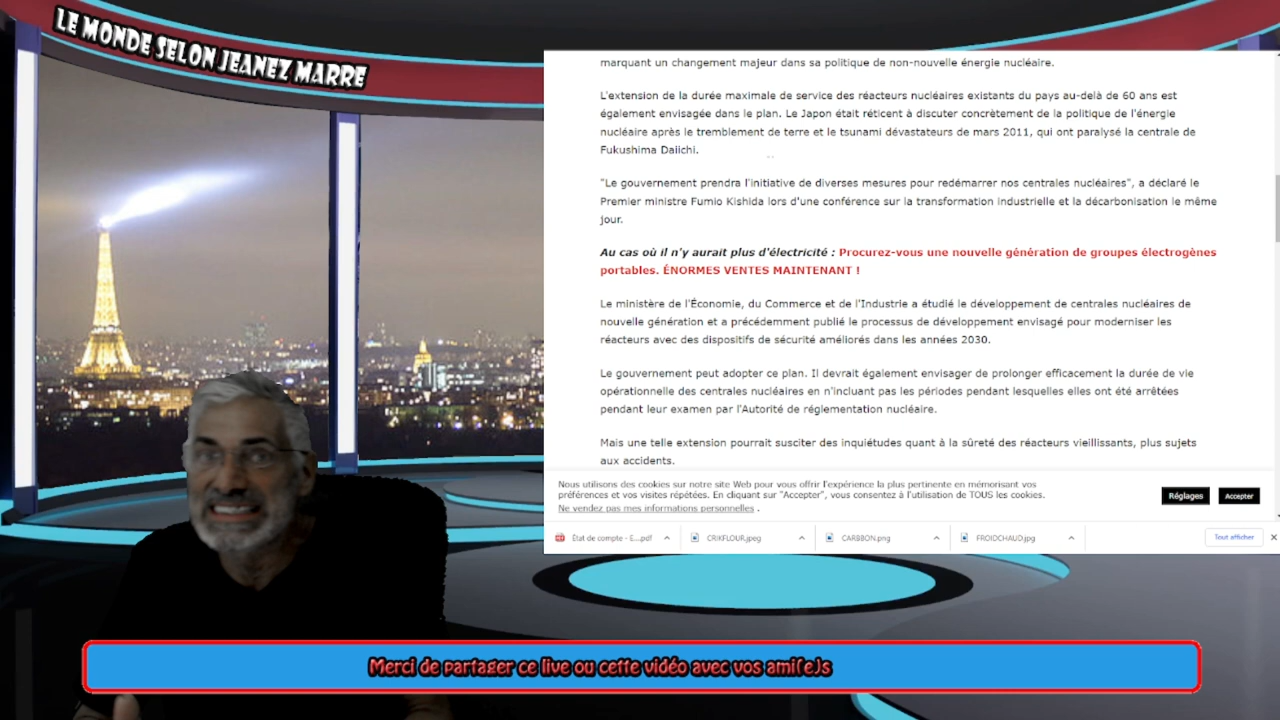 LE MONDE SELON JEANEZ MARRE
marquant un changement majeur dans sa politique de non-nouvelle énergie nucléaire.
L'extension de la durée maximale de service des réacteurs nucléaires existants du pays au-delà de 60 ans est
également envisagée dans le plan. Le Japon était réticent à discuter concrètement de la politique de l'énergie
nucléaire après le tremblement de terre et le tsunami dévastateurs de mars 2011, qui ont paralysé la centrale de
Fukushima Daiichi.
"Le gouvernement prendra l'initiative de diverses mesures pour redémarrer nos centrales nucléaires", a déclaré le
Premier ministre Fumio Kishida lors d'une conférence sur la transformation industrielle et la décarbonisation le même
jour.
Au cas où il n'y aurait plus d'électricité : Procurez-vous une nouvelle génération de groupes électrogènes
portables. ÉNORMES VENTES MAINTENANT !
Le ministère de l'Économie, du Commerce et de l'Industrie a étudié le développement de centrales nucléaires de
nouvelle génération et a précédemment publié le processus de développement envisagé pour moderniser les
réacteurs avec des dispositifs de sécurité améliorés dans les années 2030.
Le gouvernement peut adopter ce plan. Il devrait également envisager de prolonger efficacement la durée de vie
opérationnelle des centrales nucléaires en n'incluant pas les périodes pendant lesquelles elles ont été arrêtées
pendant leur examen par l'Autorité de réglementation nucléaire.
Mais une telle extension pourrait susciter des inquiétudes quant à la sûreté des réacteurs vieillissants, plus sujets
aux accidents.
Nous utilisons des cookies sur notre site Web pour vous offrir l'expérience la plus pertinente en mémorisant vos
préférences et vos visites répétées. En cliquant sur "Accepter", vous consentez à l'utilisation de TOUS les cookies.
Ne vendez pas mes informations personnelles .
Réglages
Accepter
État de compte - E....pdf
CRIKFLOUR.jpeg
CARBBON.png
FROIDCHAUD.jpg
Tout afficher
Merci de partager ce live ou cette vidéo avec vos ami(e)s